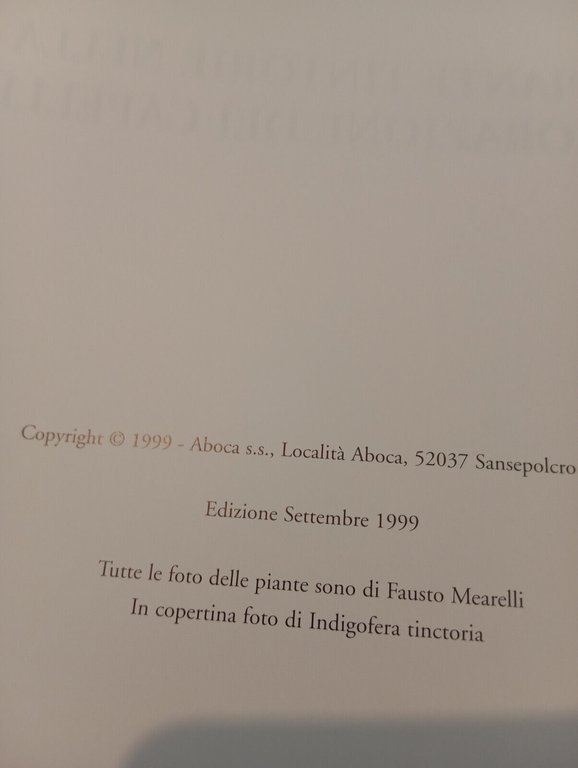 Copyright © 1999 - Aboca s.s., Località Aboca, 52037 Sansepolcro
Edizione Settembre 1999
Tutte le foto delle piante sono di Fausto Mearelli
In copertina foto di Indigofera tinctoria